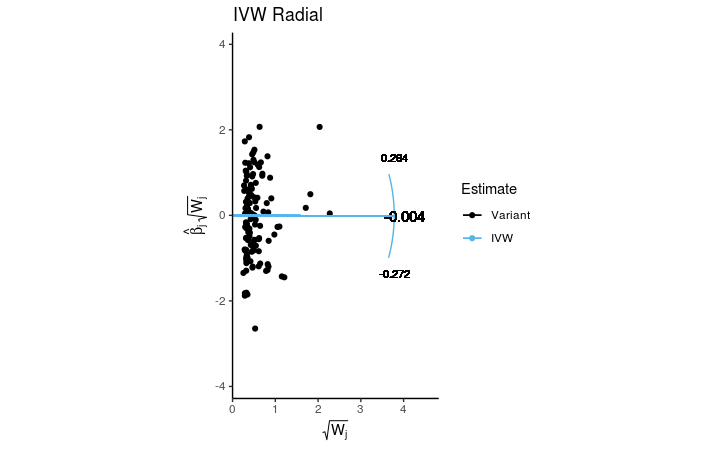 IVW Radial
4
2
0
-2
-4
β̂ⱼ√Wⱼ
0.264
-0.004
-0.272
0
1
2
3
4
√Wⱼ
Estimate
Variant
IVW